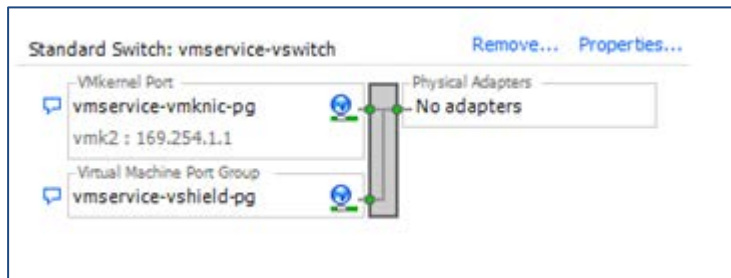 Standard Switch: vmservice-vswitch Remove... Properties...
VMkernel Port
vmservice-vmknic-pg
vmk2 : 169.254.1.1
Virtual Machine Port Group
vmservice-vshield-pg
Physical Adapters
No adapters